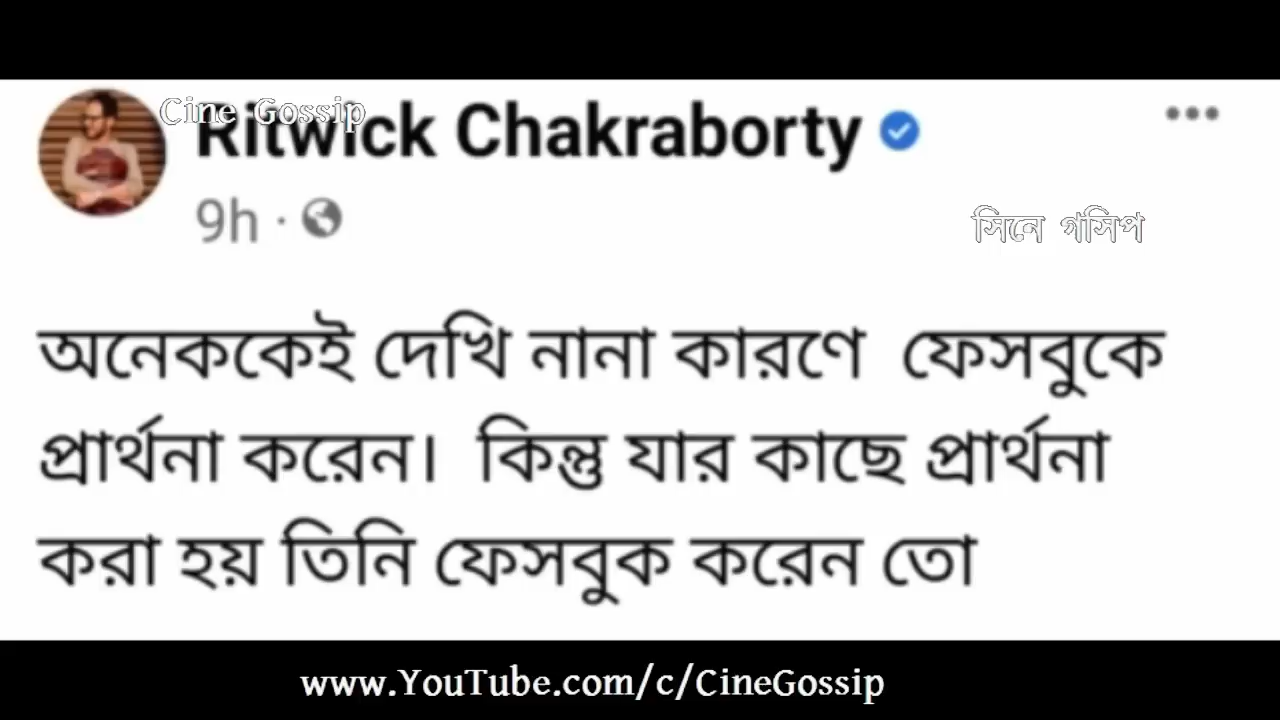 Cine Gossip
Ritwick Chakraborty
9h ·
সিনে গসিপ
অনেককেই দেখি নানা কারণে ফেসবুকে
প্রার্থনা করেন। কিন্তু যার কাছে প্রার্থনা
করা হয় তিনি ফেসবুক করেন তো
www.YouTube.com/c/CineGossip